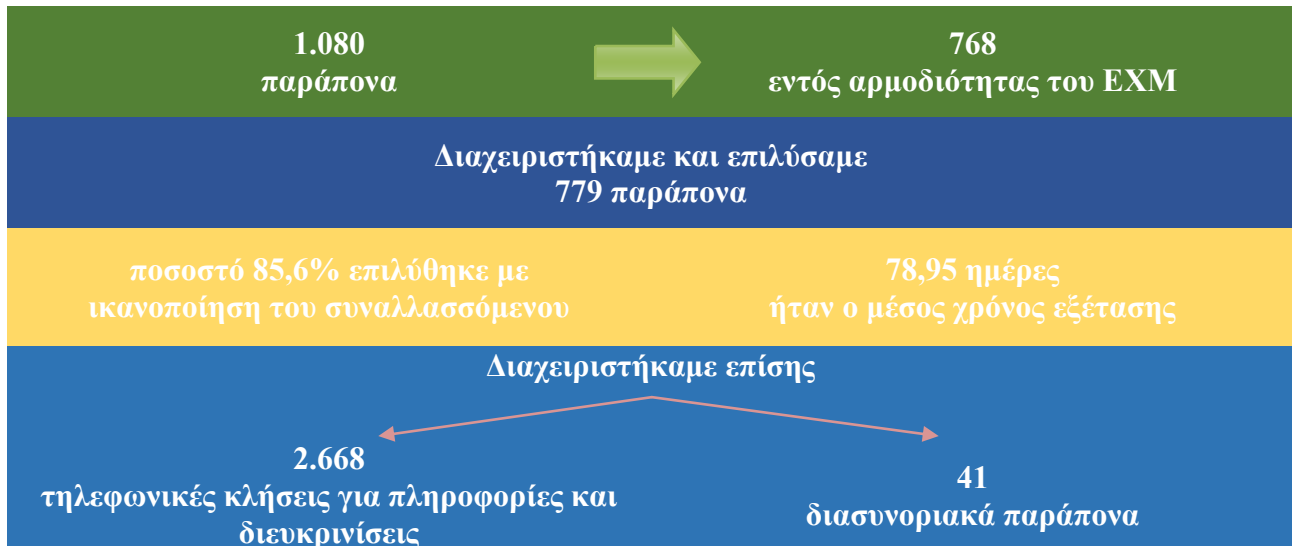 1.080
παράπονα
768
εντός αρμοδιότητας του ΕΧΜ
Διαχειριστήκαμε και επιλύσαμε
779 παράπονα
ποσοστό 85,6% επιλύθηκε με
ικανοποίηση του συναλλασσόμενου
78,95 ημέρες
ήταν ο μέσος χρόνος εξέτασης
Διαχειριστήκαμε επίσης
2.668
τηλεφωνικές κλήσεις για πληροφορίες και
διευκρινίσεις
41
διασυνοριακά παράπονα